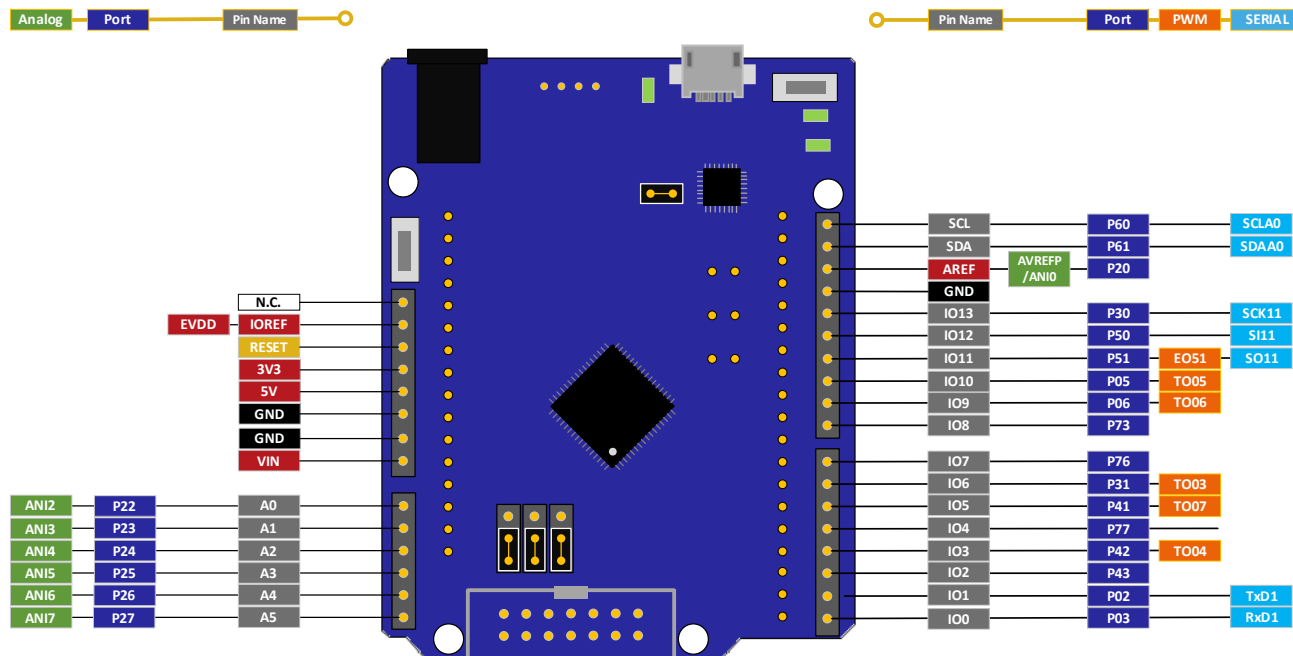 Analog Port Pin Name
Pin Name Port PWM SERIAL
SCL P60 SCLA0
SDA P61 SDAA0
AREF AVREFP /ANI0 P20
GND
IO13 P30 SCK11
IO12 P50 SI11
IO11 P51 EO51 SO11
IO10 P05 TO05
IO9 P06 TO06
IO8 P73
IO7 P76
IO6 P31 TO03
IO5 P41 TO07
IO4 P77
IO3 P42 TO04
IO2 P43
IO1 P02 TxD1
IO0 P03 RxD1
N.C.
EVDD IOREF
RESET
3V3
5V
GND
GND
VIN
ANI2 P22 A0
ANI3 P23 A1
ANI4 P24 A2
ANI5 P25 A3
ANI6 P26 A4
ANI7 P27 A5